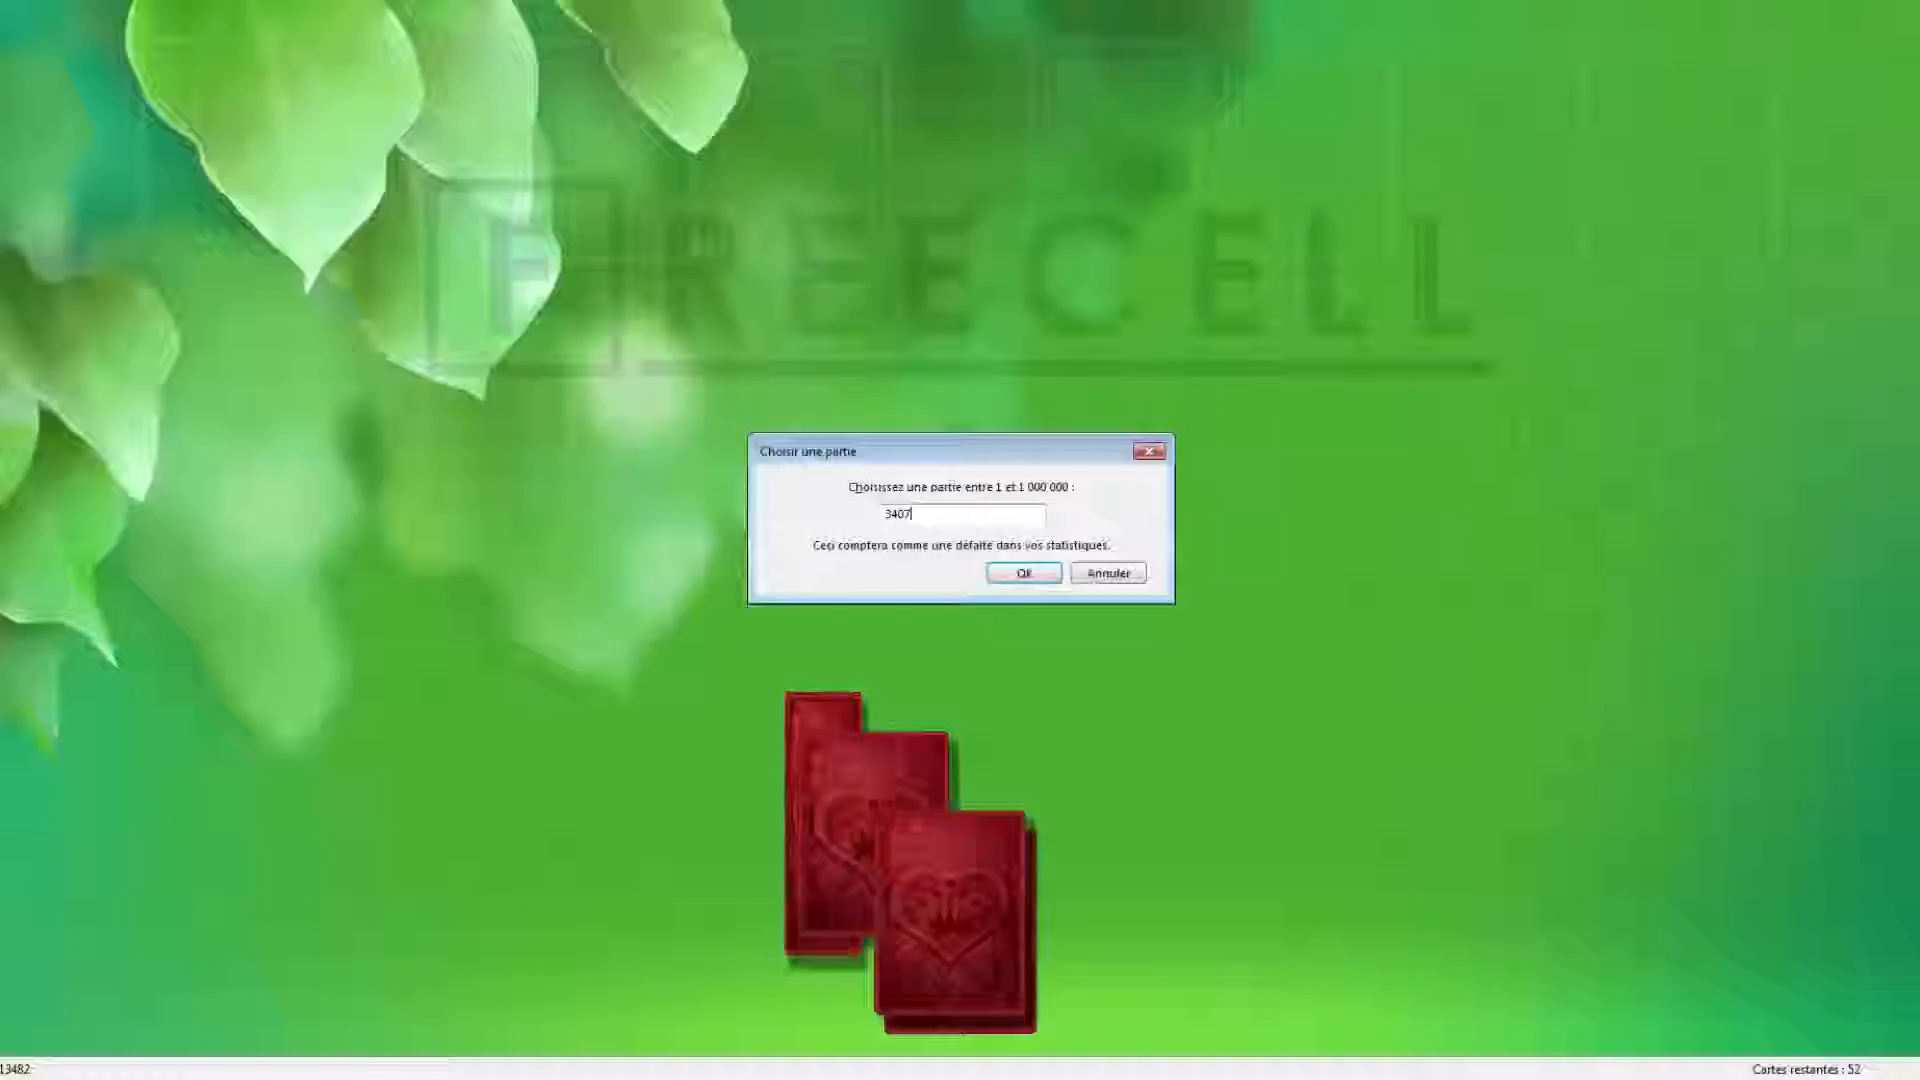 FREECELL
Choisir une partie
Choisissez une partie entre 1 et 1 000 000 :
3407
Ceci comptera comme une défaite dans vos statistiques.
OK
Annuler
13482
Cartes restantes : 52